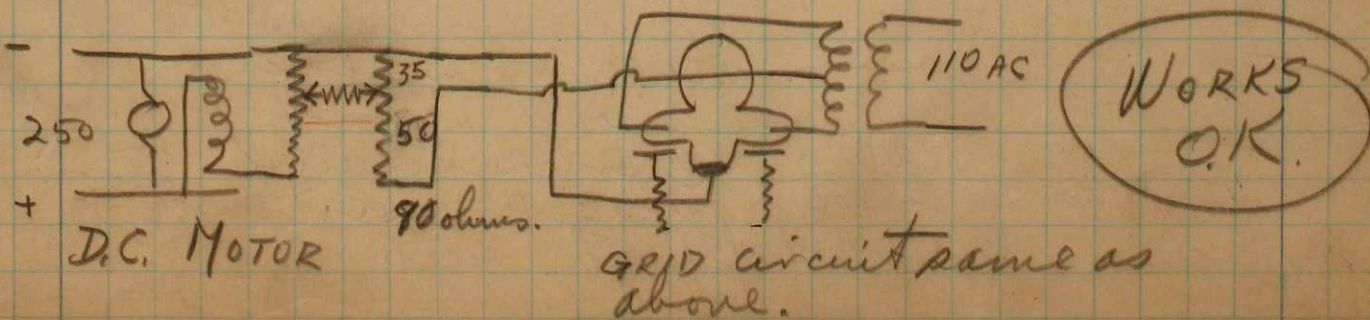 -
250
+
D.C. MOTOR
35
50
90 ohms.
110 AC
GRID circuit same as
above.
WORKS
O.K.